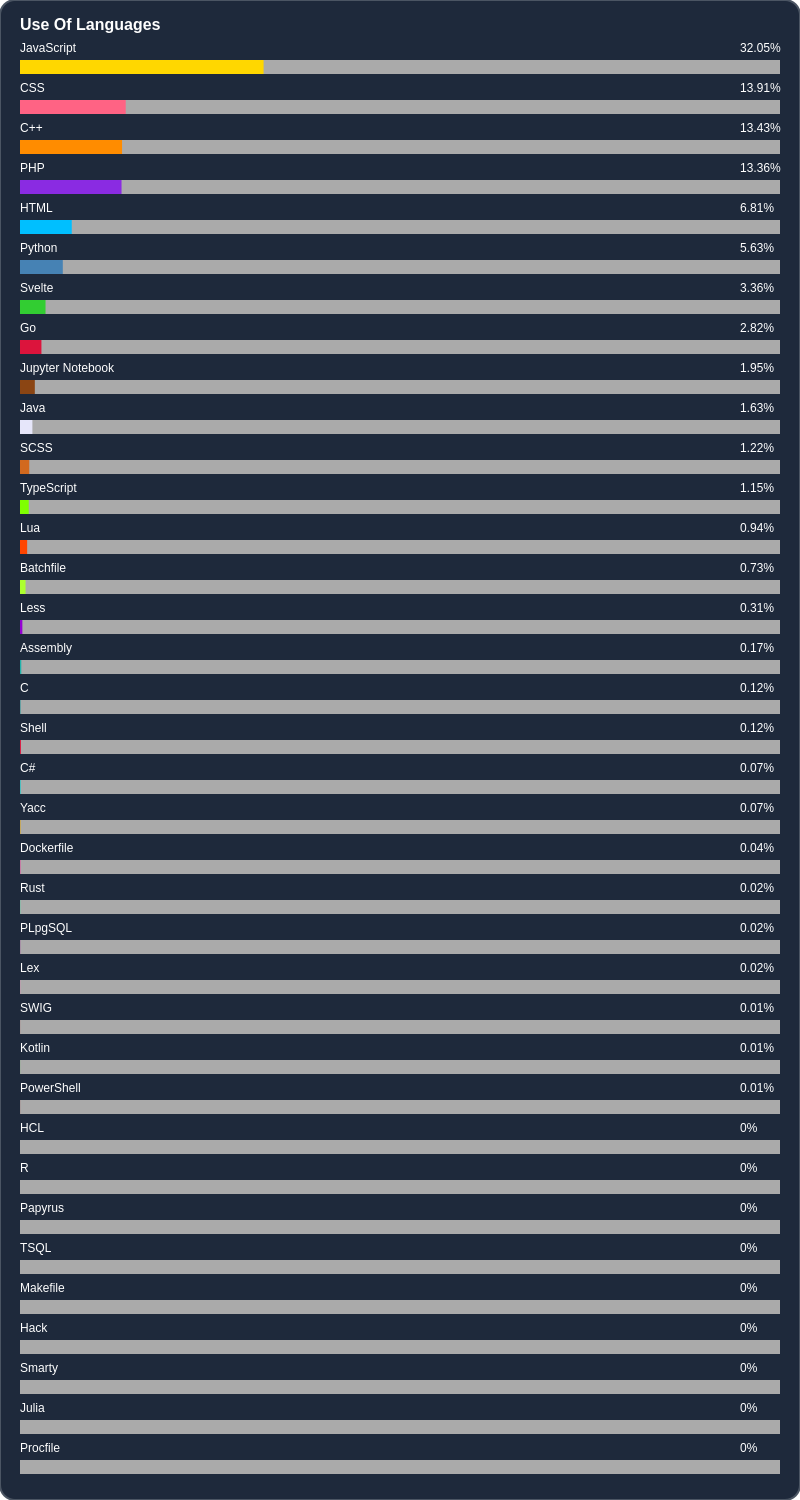 Use Of Languages
JavaScript 32.05%
CSS 13.91%
C++ 13.43%
PHP 13.36%
HTML 6.81%
Python 5.63%
Svelte 3.36%
Go 2.82%
Jupyter Notebook 1.95%
Java 1.63%
SCSS 1.22%
TypeScript 1.15%
Lua 0.94%
Batchfile 0.73%
Less 0.31%
Assembly 0.17%
C 0.12%
Shell 0.12%
C# 0.07%
Yacc 0.07%
Dockerfile 0.04%
Rust 0.02%
PLpgSQL 0.02%
Lex 0.02%
SWIG 0.01%
Kotlin 0.01%
PowerShell 0.01%
HCL 0%
R 0%
Papyrus 0%
TSQL 0%
Makefile 0%
Hack 0%
Smarty 0%
Julia 0%
Procfile 0%